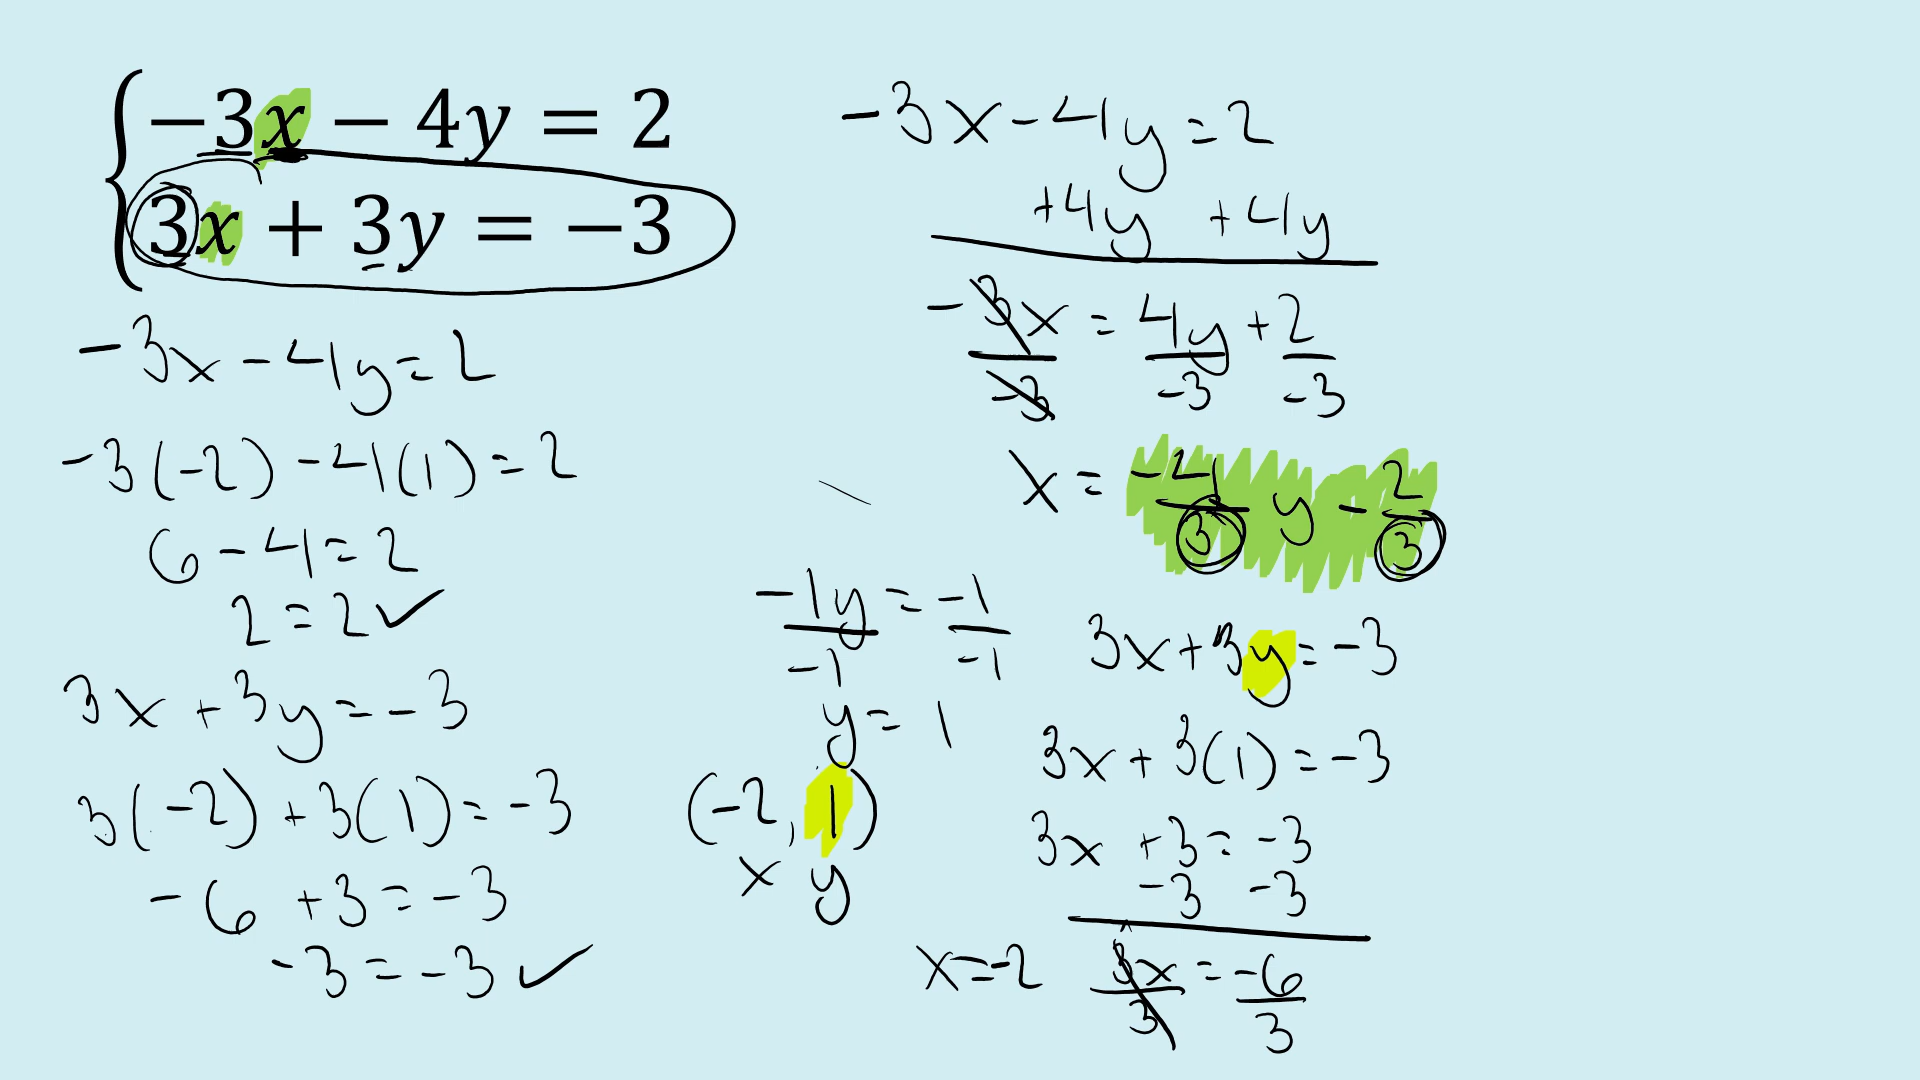 −3x − 4y = 2
3x + 3y = −3
-3x - 4y = 2
-3(-2) - 4(1) = 2
6 - 4 = 2
2 = 2 ✓
3x + 3y = -3
3(-2) + 3(1) = -3
-6 + 3 = -3
-3 = -3 ✓
-1y = -1
-1 -1
y = 1
(-2, 1)
x y
-3x - 4y = 2
+4y +4y
-3x = 4y + 2
-3 -3 -3
x = -4/3 y - 2/3
3x + 3y = -3
3x + 3(1) = -3
3x + 3 = -3
-3 -3
3x = -6
3 3
x = -2